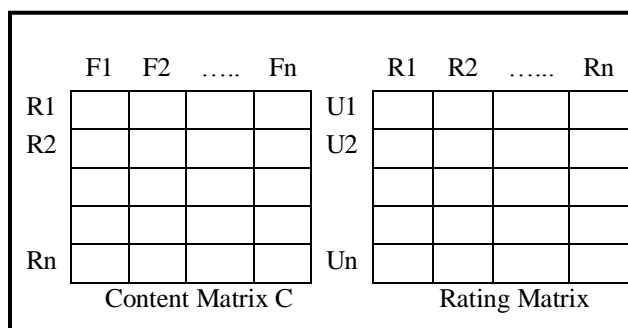 F1 F2 ..... Fn R1 R2 ...... Rn
R1 U1
R2 U2
Rn Un
Content Matrix C Rating Matrix